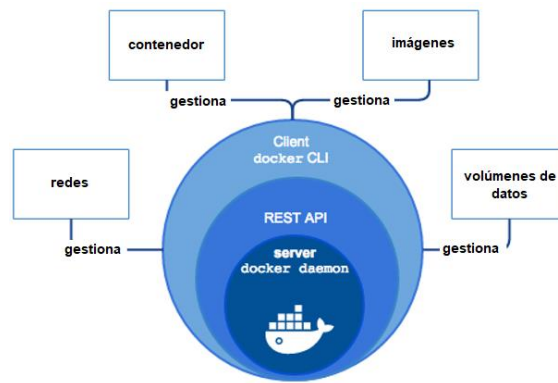 contenedor
imágenes
gestiona
gestiona
Client
docker CLI
redes
volúmenes de
datos
REST API
gestiona
gestiona
server
docker daemon